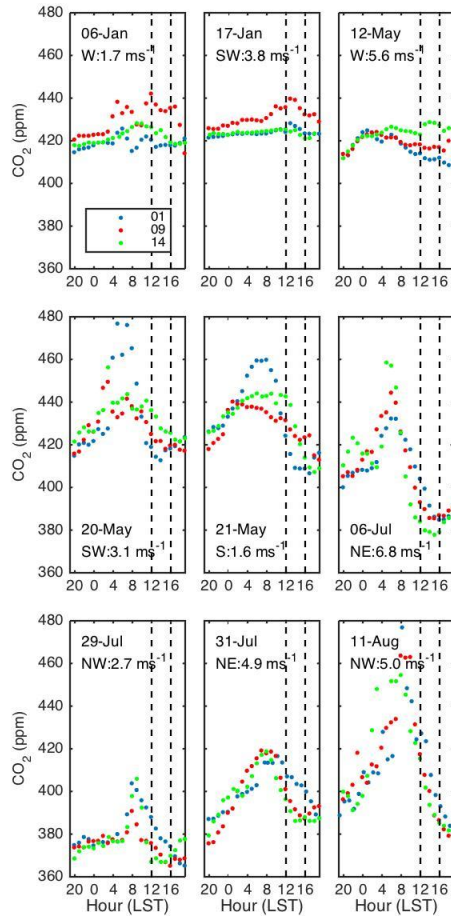 06-Jan
W:1.7 ms⁻¹
17-Jan
SW:3.8 ms⁻¹
12-May
W:5.6 ms⁻¹
480
460
440
420
400
380
360
CO₂ (ppm)
01
09
14
20 0 4 8 12 16
20 0 4 8 12 16
20 0 4 8 12 16
480
460
440
420
400
380
360
CO₂ (ppm)
20-May
SW:3.1 ms⁻¹
21-May
S:1.6 ms⁻¹
06-Jul
NE:6.8 ms⁻¹
20 0 4 8 12 16
20 0 4 8 12 16
20 0 4 8 12 16
29-Jul
NW:2.7 ms⁻¹
31-Jul
NE:4.9 ms⁻¹
11-Aug
NW:5.0 ms⁻¹
480
460
440
420
400
380
360
CO₂ (ppm)
20 0 4 8 12 16
20 0 4 8 12 16
20 0 4 8 12 16
Hour (LST)
Hour (LST)
Hour (LST)